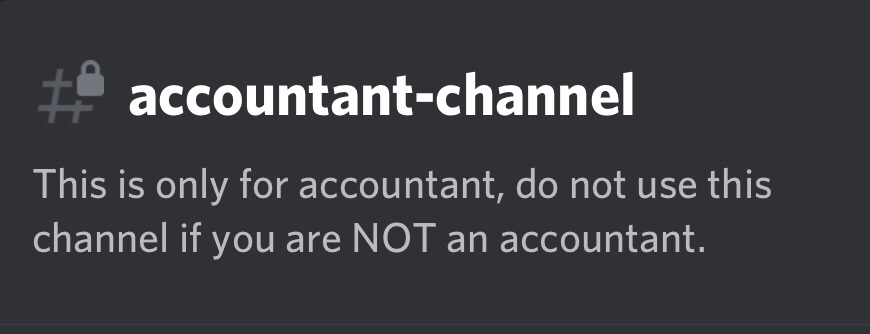 accountant-channel
This is only for accountant, do not use this
channel if you are NOT an accountant.